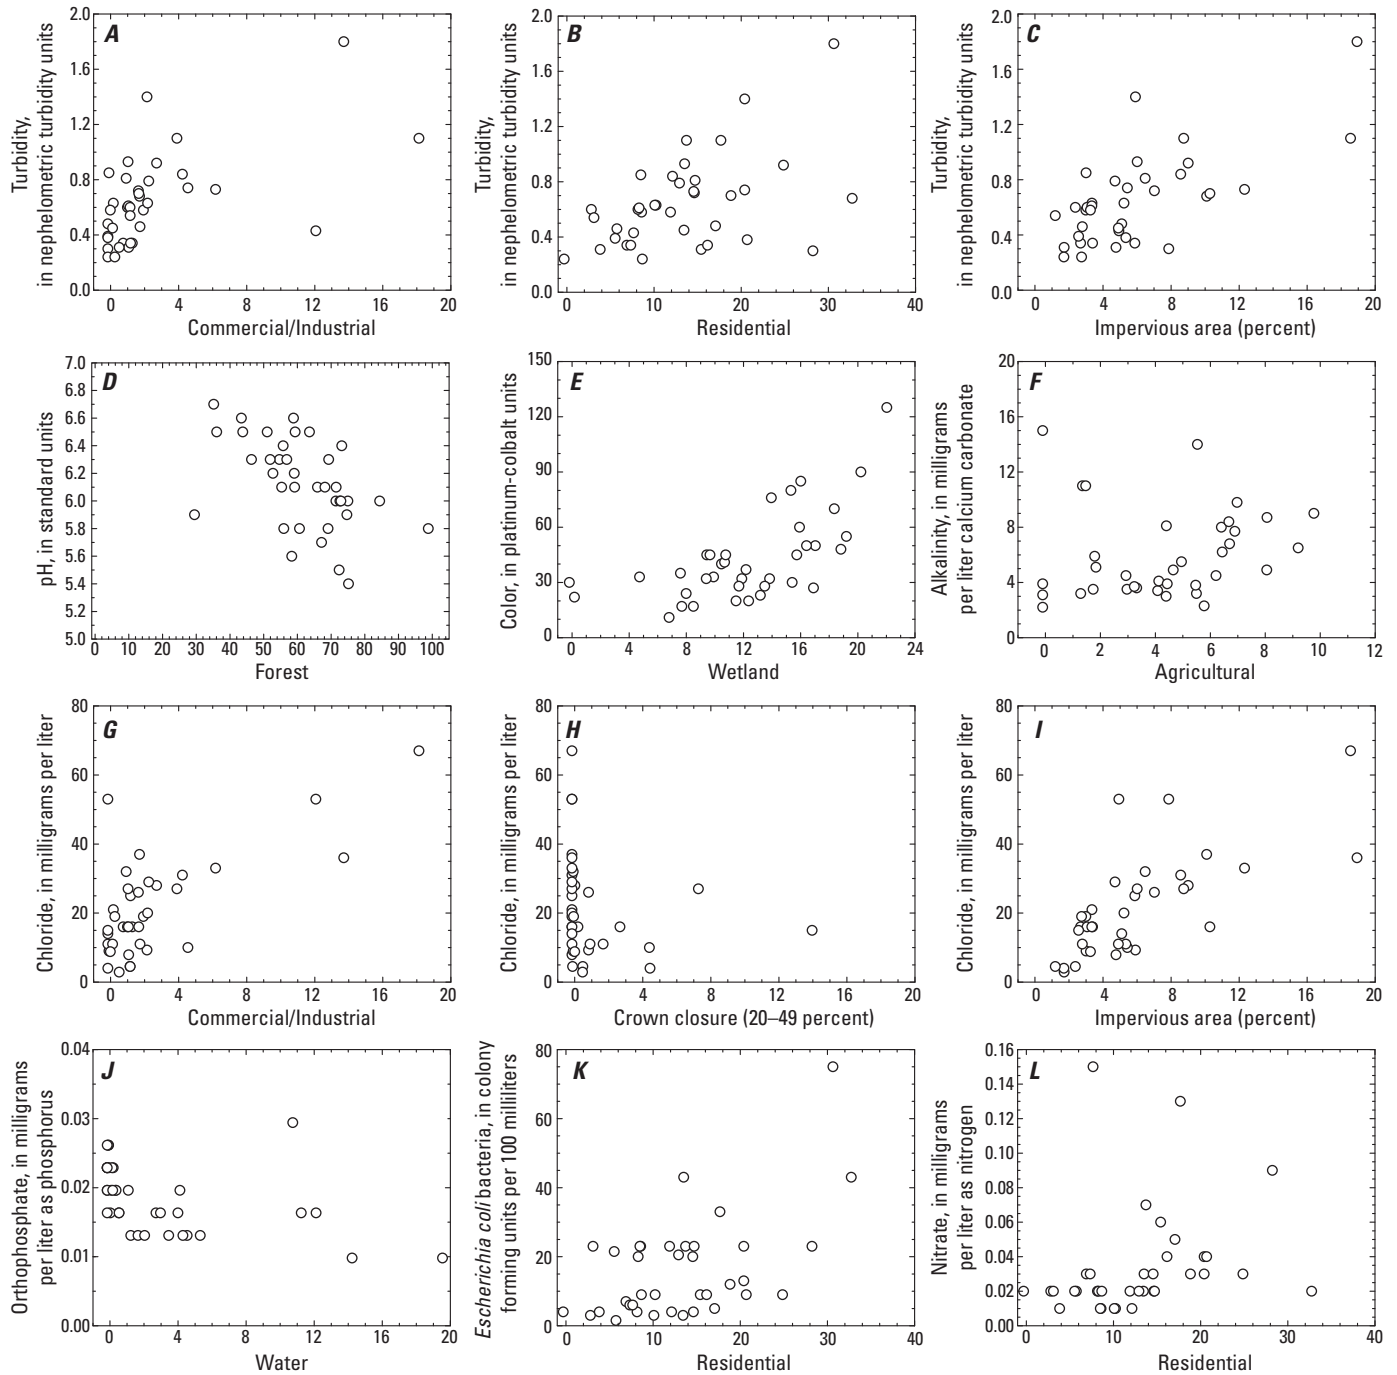 A
Turbidity,
in nephelometric turbidity units
2.0
1.6
1.2
0.8
0.4
0.0
0 4 8 12 16 20
Commercial/Industrial
B
Turbidity,
in nephelometric turbidity units
2.0
1.6
1.2
0.8
0.4
0.0
0 10 20 30 40
Residential
C
Turbidity,
in nephelometric turbidity units
2.0
1.6
1.2
0.8
0.4
0.0
0 4 8 12 16 20
Impervious area (percent)
D
pH, in standard units
7.0
6.8
6.6
6.4
6.2
6.0
5.8
5.6
5.4
5.2
5.0
0 10 20 30 40 50 60 70 80 90 100
Forest
E
Color, in platinum-cobalt units
150
120
90
60
30
0
0 4 8 12 16 20 24
Wetland
F
Alkalinity, in milligrams
per liter calcium carbonate
20
16
12
8
4
0
0 2 4 6 8 10 12
Agricultural
G
Chloride, in milligrams per liter
80
60
40
20
0
0 4 8 12 16 20
Commercial/Industrial
H
Chloride, in milligrams per liter
80
60
40
20
0
0 4 8 12 16 20
Crown closure (20–49 percent)
I
Chloride, in milligrams per liter
80
60
40
20
0
0 4 8 12 16 20
Impervious area (percent)
J
Orthophosphate, in milligrams
per liter as phosphorus
0.04
0.03
0.02
0.01
0.00
0 4 8 12 16 20
Water
K
Escherichia coli bacteria, in colony
forming units per 100 milliliters
80
60
40
20
0
0 10 20 30 40
Residential
L
Nitrate, in milligrams
per liter as nitrogen
0.16
0.14
0.12
0.10
0.08
0.06
0.04
0.02
0.00
0 10 20 30 40
Residential